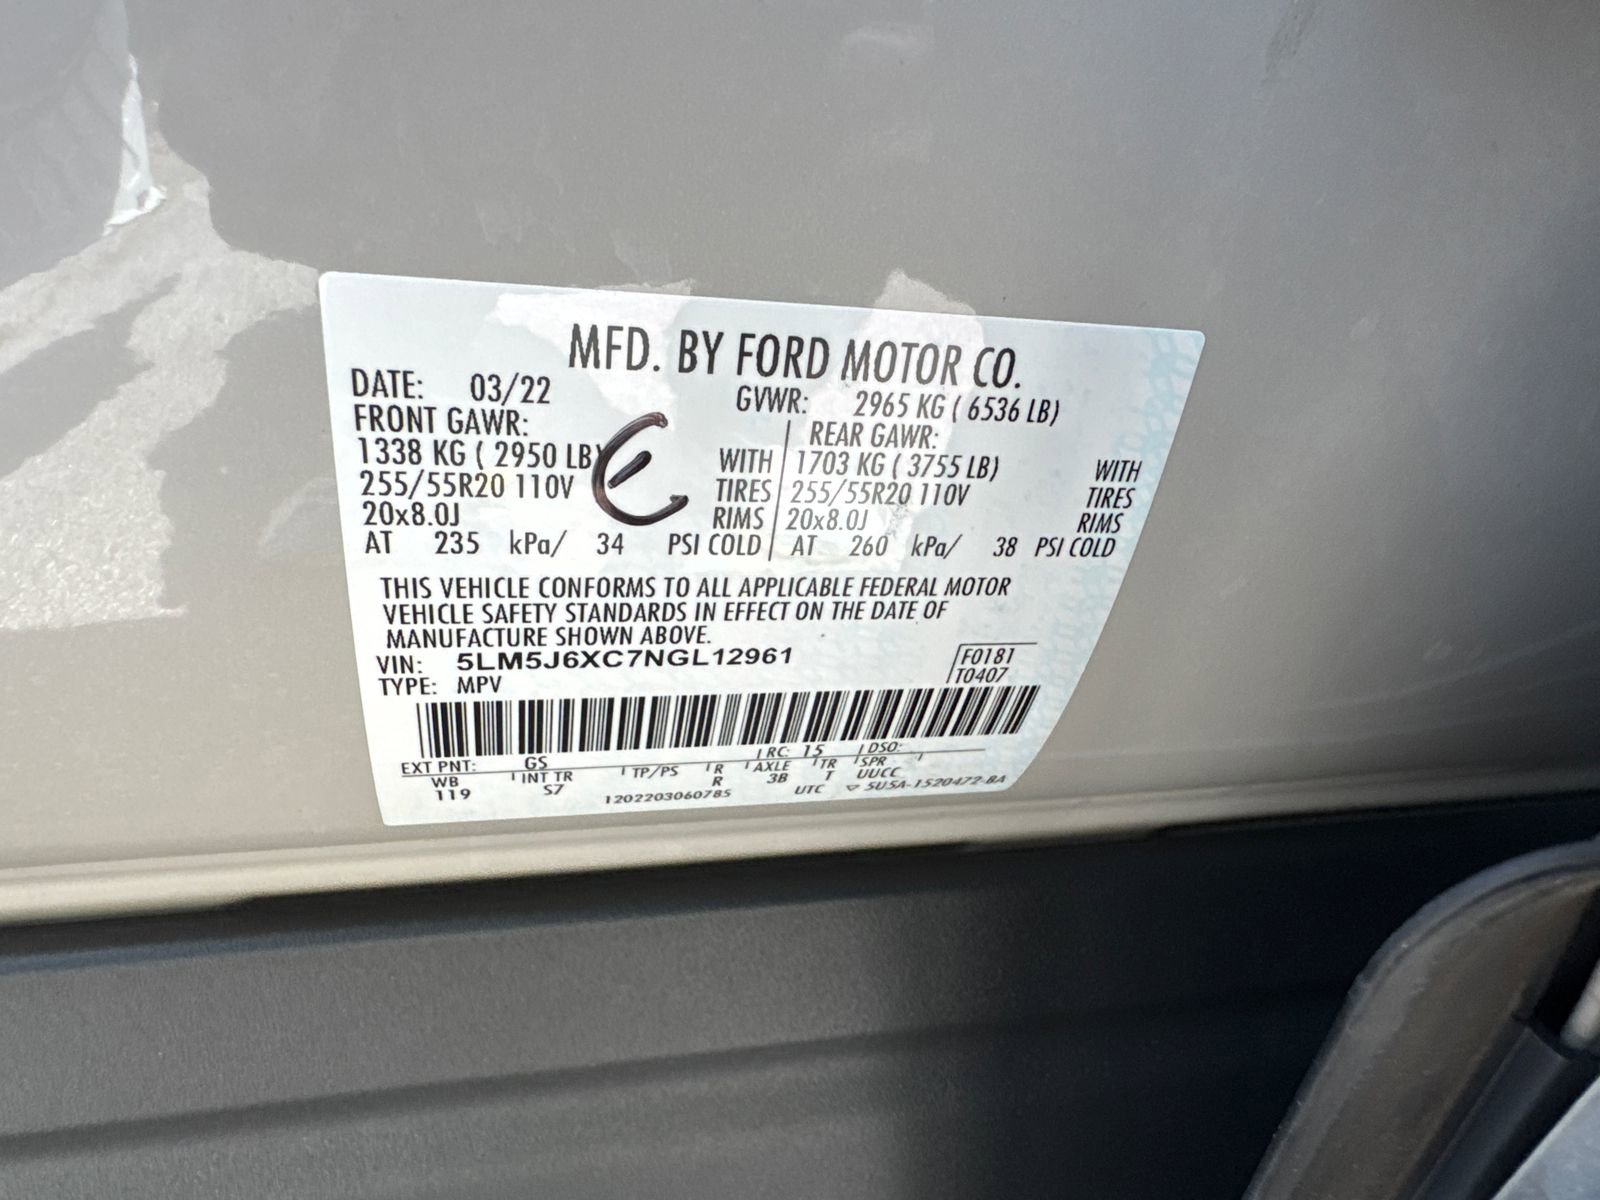 MFD. BY FORD MOTOR CO.
DATE: 03/22 GVWR: 2965 KG ( 6536 LB)
FRONT GAWR: REAR GAWR:
1338 KG ( 2950 LB) WITH 1703 KG ( 3755 LB) WITH
255/55R20 110V TIRES 255/55R20 110V TIRES
20x8.0J RIMS 20x8.0J RIMS
AT 235 kPa/ 34 PSI COLD AT 260 kPa/ 38 PSI COLD
THIS VEHICLE CONFORMS TO ALL APPLICABLE FEDERAL MOTOR
VEHICLE SAFETY STANDARDS IN EFFECT ON THE DATE OF
MANUFACTURE SHOWN ABOVE.
VIN: 5LM5J6XC7NGL12961 F0181
TYPE: MPV T0407
EXT PNT: GS RC: 15 DSO:
WB INT TR TP/PS R AXLE TR SPR
119 S7 R 3B T UUCC
1202203060785 UTC ▽ 5U5A-1520472-BA